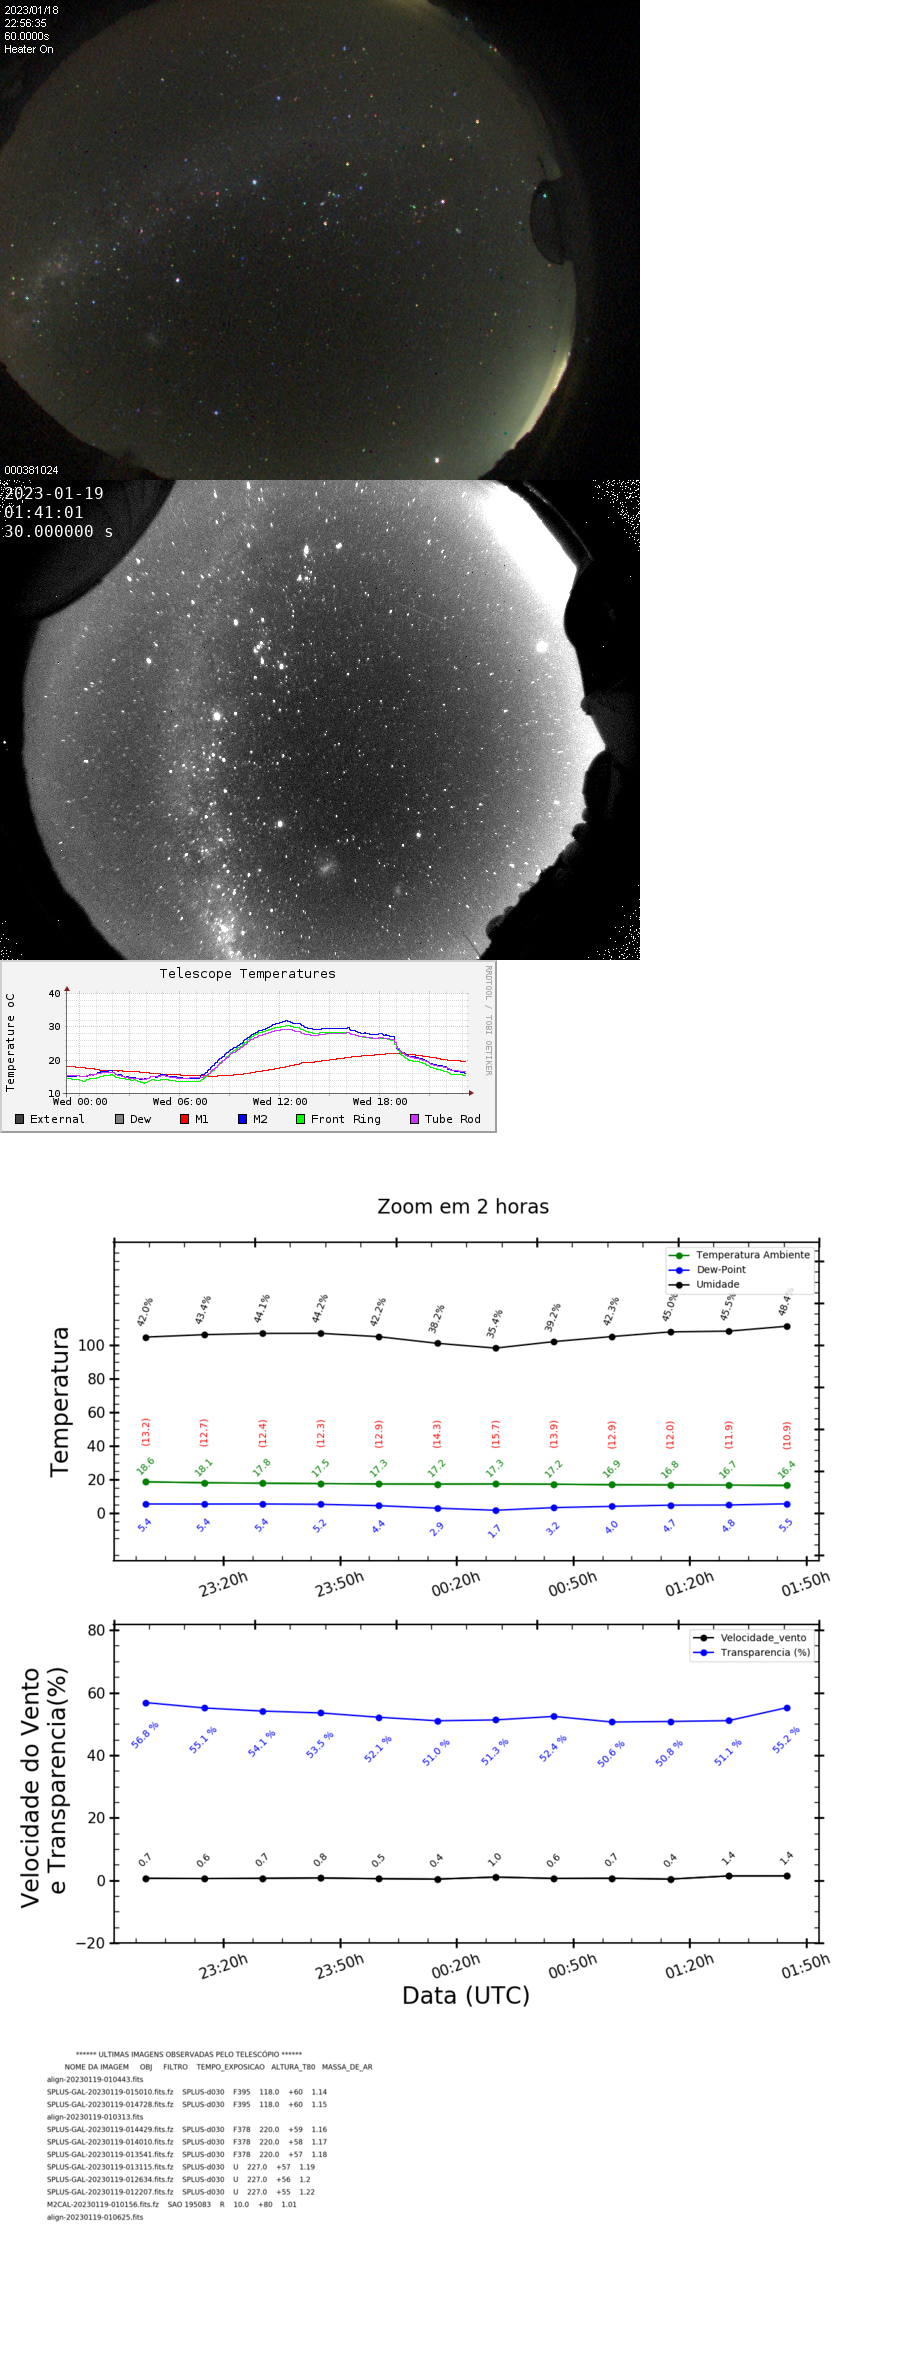 2023/01/18
22:56:35
60.0000s
Heater On
000381024
2023-01-19
01:41:01
30.000000 s
Telescope Temperatures
RRDTOOL / TOBI OETIKER
Temperature oC
40
30
20
10
Wed 00:00 Wed 06:00 Wed 12:00 Wed 18:00
External Dew M1 M2 Front Ring Tube Rod
Zoom em 2 horas
Temperatura Ambiente
Dew-Point
Umidade
42.0% 43.4% 44.1% 44.2% 42.2% 38.2% 35.4% 39.2% 42.3% 45.0% 45.5% 48.4%
Temperatura
100
80
60
40
20
0
(13.2) (12.7) (12.4) (12.3) (12.9) (14.3) (15.7) (13.9) (12.9) (12.0) (11.9) (10.9)
18.6 18.1 17.8 17.5 17.3 17.2 17.3 17.2 16.9 16.8 16.7 16.4
5.4 5.4 5.4 5.2 4.4 2.9 1.7 3.2 4.0 4.7 4.8 5.5
23:20h 23:50h 00:20h 00:50h 01:20h 01:50h
Velocidade_vento
Transparencia (%)
Velocidade do Vento
e Transparencia(%)
80
60
40
20
0
−20
56.8 % 55.1 % 54.1 % 53.5 % 52.1 % 51.0 % 51.3 % 52.4 % 50.6 % 50.8 % 51.1 % 55.2 %
0.7 0.6 0.7 0.8 0.5 0.4 1.0 0.6 0.7 0.4 1.4 1.4
23:20h 23:50h 00:20h 00:50h 01:20h 01:50h
Data (UTC)
****** ULTIMAS IMAGENS OBSERVADAS PELO TELESCÓPIO ******
NOME DA IMAGEM OBJ FILTRO TEMPO_EXPOSICAO ALTURA_T80 MASSA_DE_AR
align-20230119-010443.fits
SPLUS-GAL-20230119-015010.fits.fz SPLUS-d030 F395 118.0 +60 1.14
SPLUS-GAL-20230119-014728.fits.fz SPLUS-d030 F395 118.0 +60 1.15
align-20230119-010313.fits
SPLUS-GAL-20230119-014429.fits.fz SPLUS-d030 F378 220.0 +59 1.16
SPLUS-GAL-20230119-014010.fits.fz SPLUS-d030 F378 220.0 +58 1.17
SPLUS-GAL-20230119-013541.fits.fz SPLUS-d030 F378 220.0 +57 1.18
SPLUS-GAL-20230119-013115.fits.fz SPLUS-d030 U 227.0 +57 1.19
SPLUS-GAL-20230119-012634.fits.fz SPLUS-d030 U 227.0 +56 1.2
SPLUS-GAL-20230119-012207.fits.fz SPLUS-d030 U 227.0 +55 1.22
M2CAL-20230119-010156.fits.fz SAO 195083 R 10.0 +80 1.01
align-20230119-010625.fits